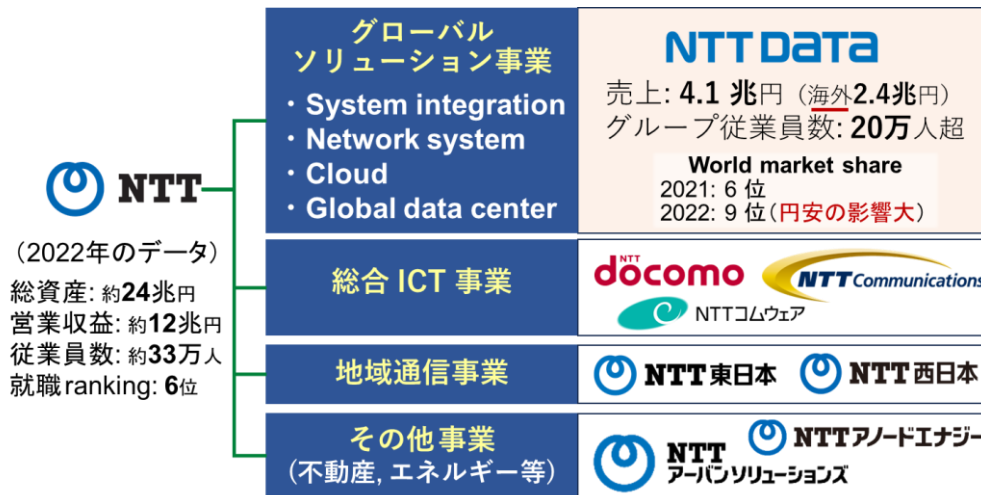 NTT
(2022年のデータ)
総資産: 約24兆円
営業収益: 約12兆円
従業員数: 約33万人
就職ranking: 6位
グローバル
ソリューション事業
・System integration
・Network system
・Cloud
・Global data center
NTT DATA
売上: 4.1 兆円 (海外2.4兆円)
グループ従業員数: 20万人超
World market share
2021: 6 位
2022: 9 位(円安の影響大)
総合 ICT 事業
NTT
docomo
NTT Communications
NTTコムウェア
地域通信事業
NTT東日本
NTT西日本
その他事業
(不動産, エネルギー等)
NTT
アーバンソリューションズ
NTTアノードエナジー